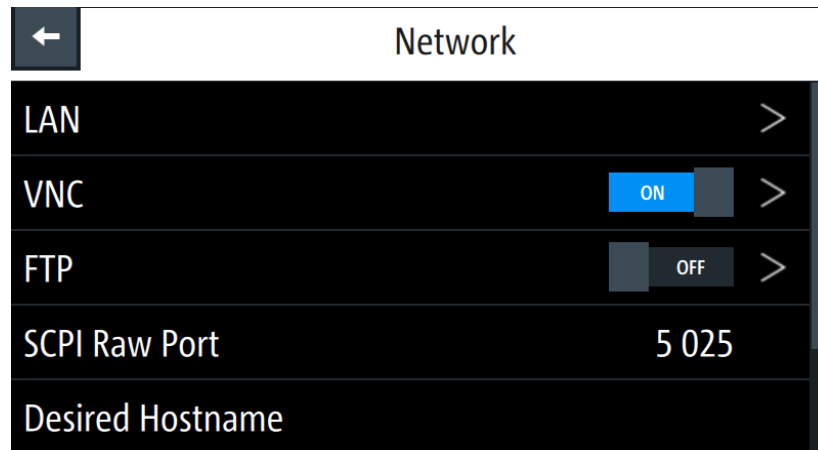 Network
LAN
VNC ON
FTP OFF
SCPI Raw Port 5 025
Desired Hostname